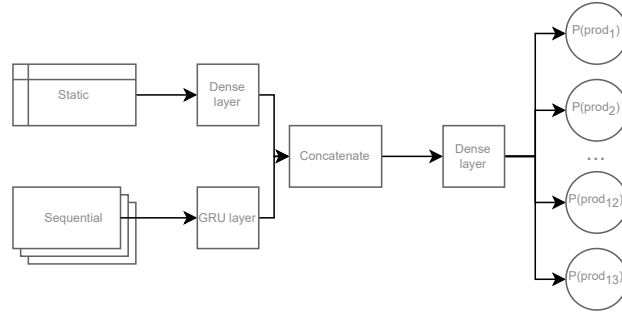 Static
Dense
layer
Sequential
GRU layer
Concatenate
Dense
layer
P(prod1)
P(prod2)
...
P(prod12)
P(prod13)